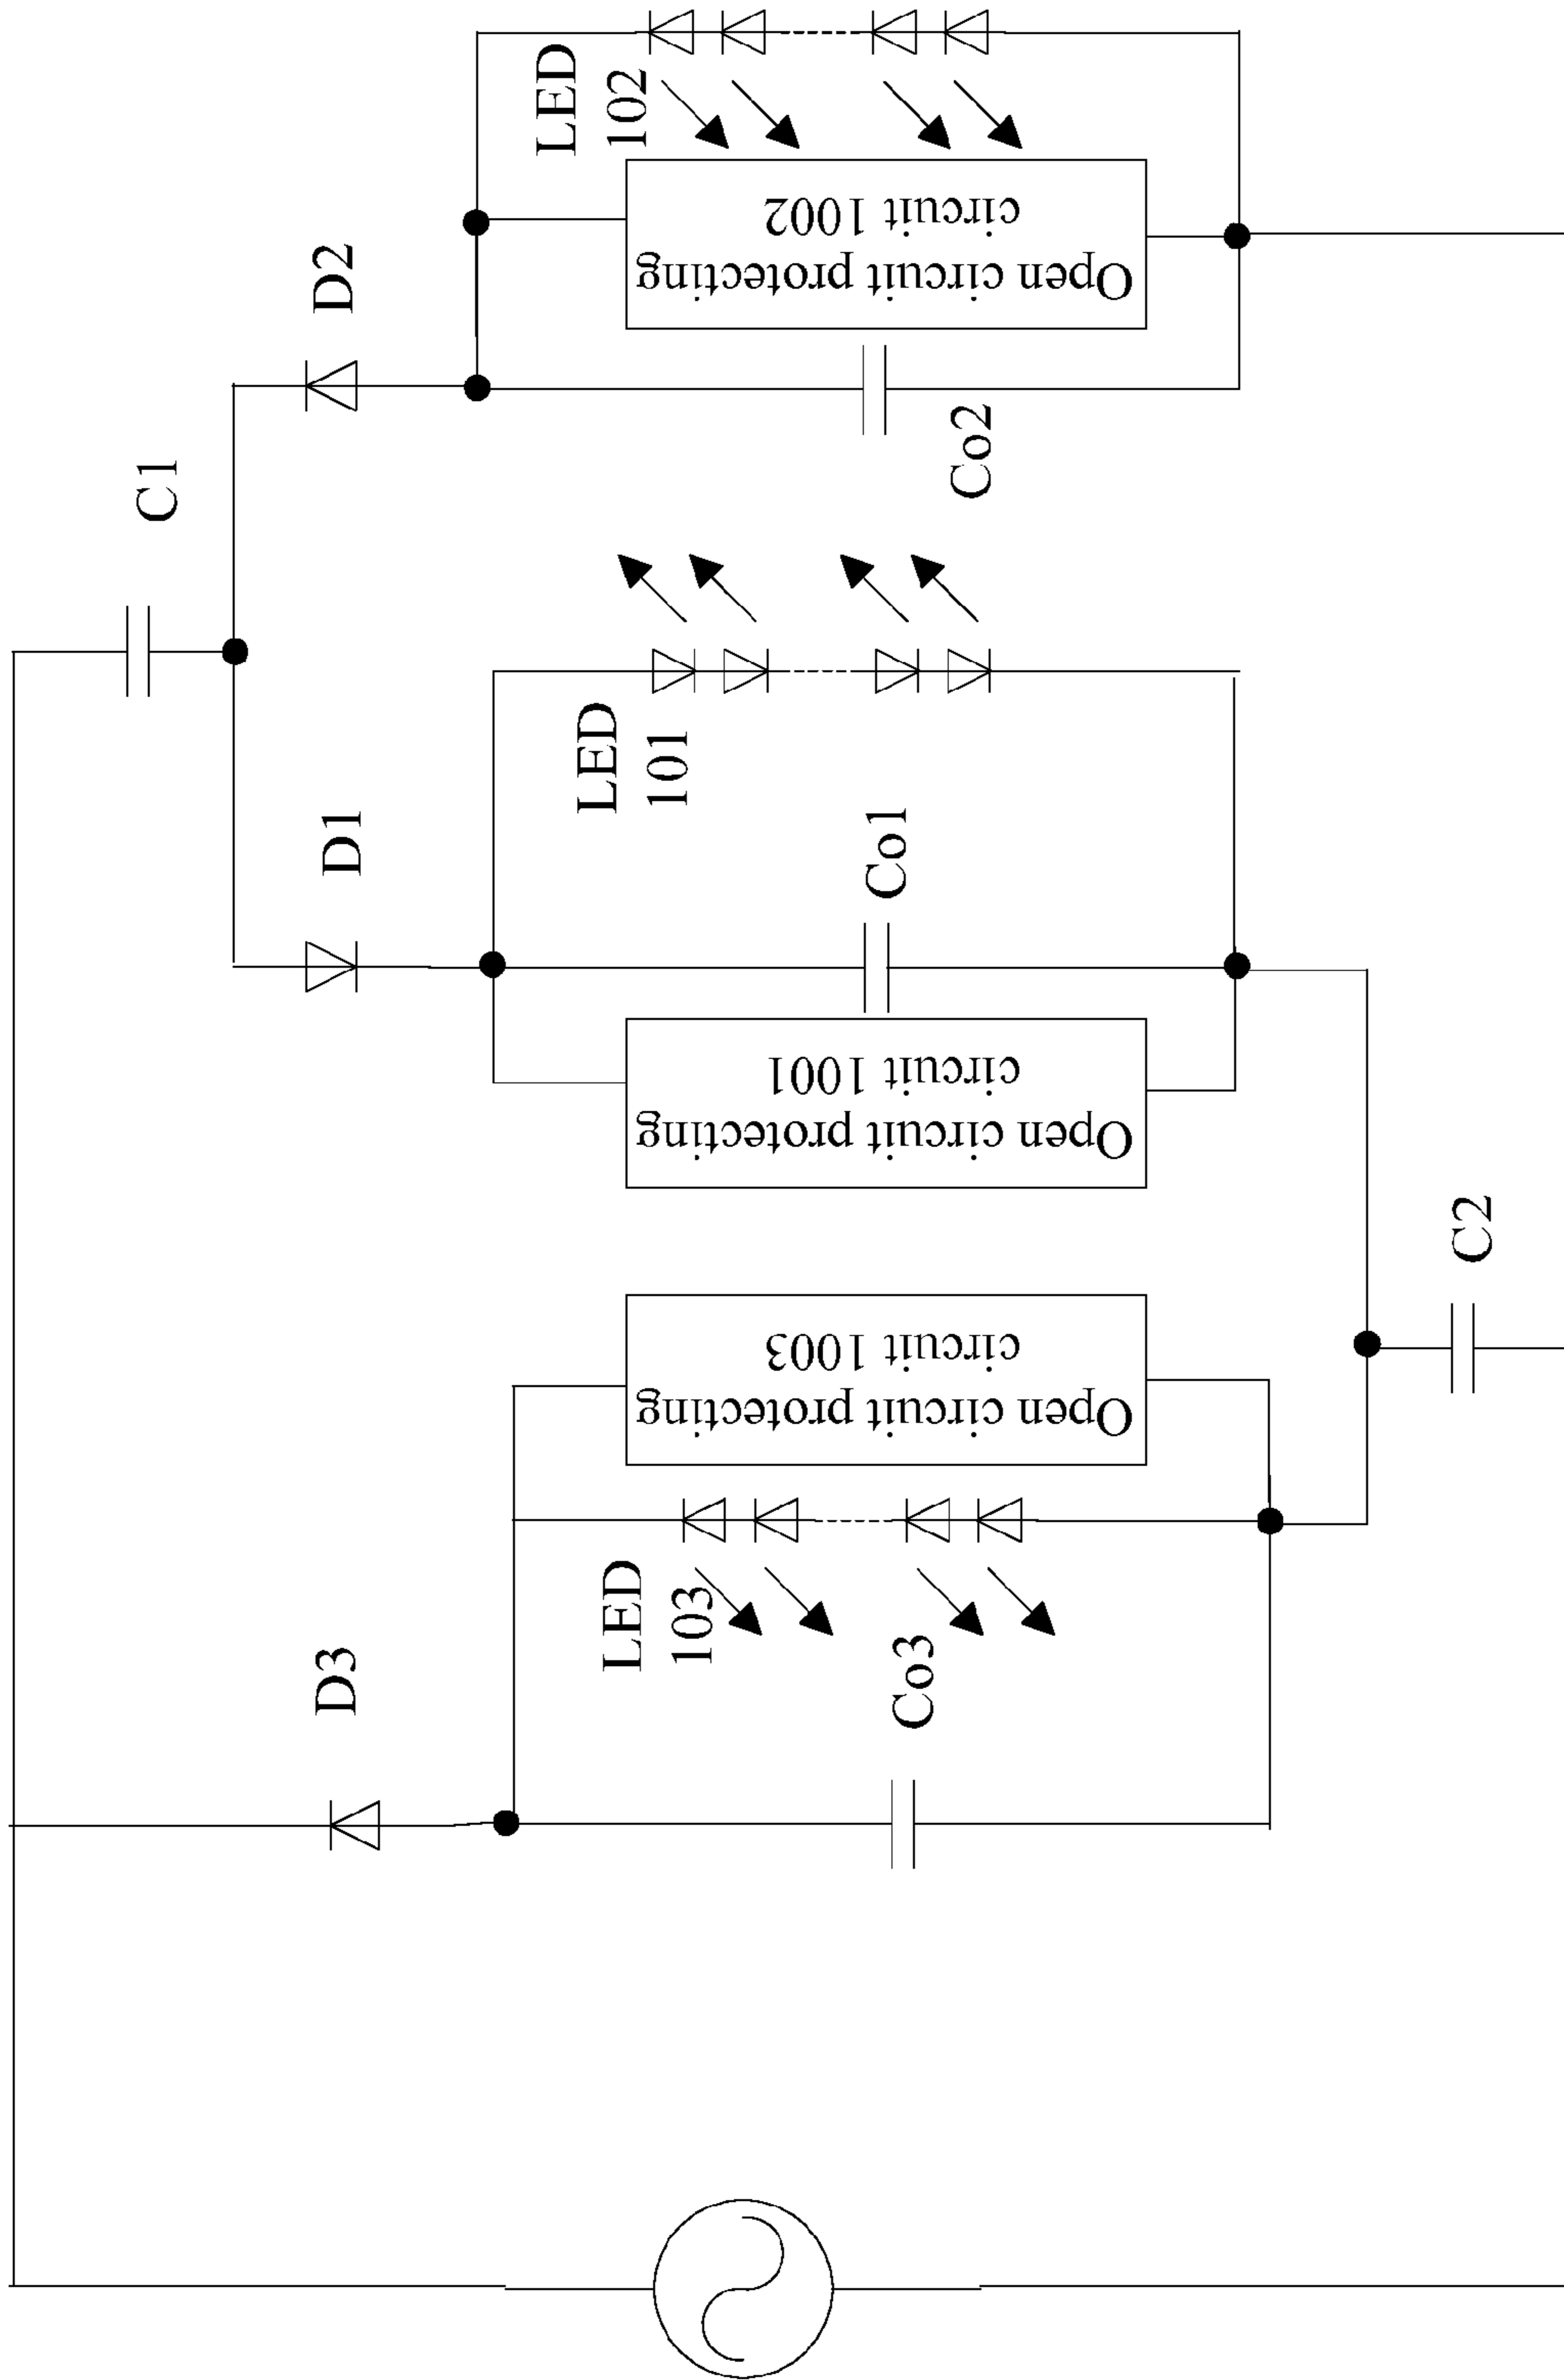 C1
D3
D1
D2
LED
103
LED
101
LED
102
Open circuit protecting
circuit 1003
Open circuit protecting
circuit 1001
Open circuit protecting
circuit 1002
Co3
Co1
Co2
C2